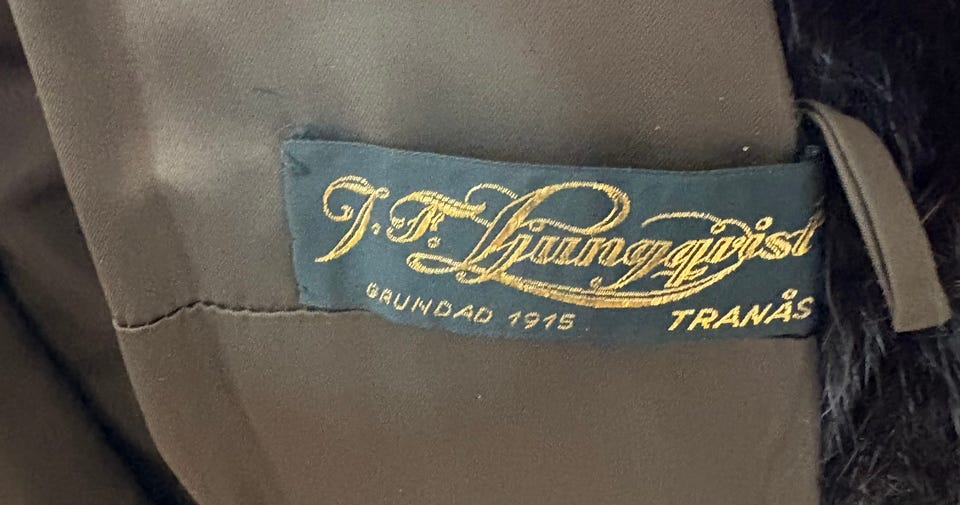 J.F. Ljungqvist
GRUNDAD 1915 TRANÅS